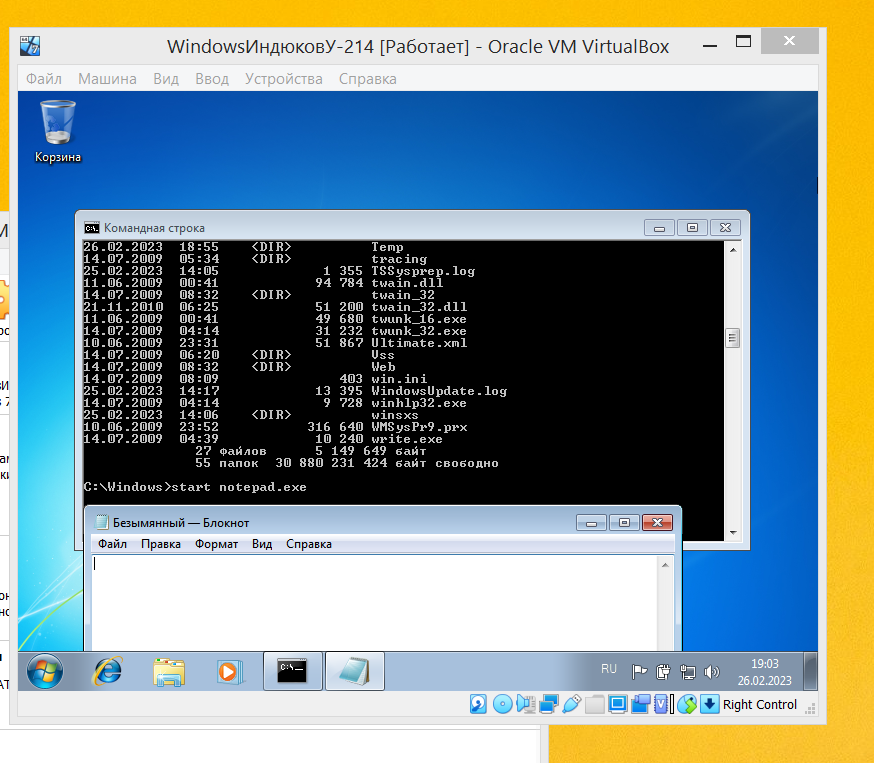 WindowsИндюковУ-214 [Работает] - Oracle VM VirtualBox
Файл Машина Вид Ввод Устройства Справка
Корзина
Командная строка
26.02.2023 18:55 <DIR> Temp
14.07.2009 05:34 <DIR> tracing
25.02.2023 14:05 1 355 TSSysprep.log
11.06.2009 00:41 94 784 twain.dll
14.07.2009 08:32 <DIR> twain_32
21.11.2010 06:25 51 200 twain_32.dll
11.06.2009 00:41 49 680 twunk_16.exe
14.07.2009 04:14 31 232 twunk_32.exe
10.06.2009 23:31 51 867 Ultimate.xml
14.07.2009 06:20 <DIR> Vss
14.07.2009 08:32 <DIR> Web
14.07.2009 08:09 403 win.ini
25.02.2023 14:17 13 395 WindowsUpdate.log
14.07.2009 04:14 9 728 winhlp32.exe
25.02.2023 14:06 <DIR> winsxs
10.06.2009 23:52 316 640 WMSysPr9.prx
14.07.2009 04:39 10 240 write.exe
27 файлов 5 149 649 байт
55 папок 30 880 231 424 байт свободно
C:\Windows>start notepad.exe
Безымянный — Блокнот
Файл Правка Формат Вид Справка
RU
19:03
26.02.2023
Right Control